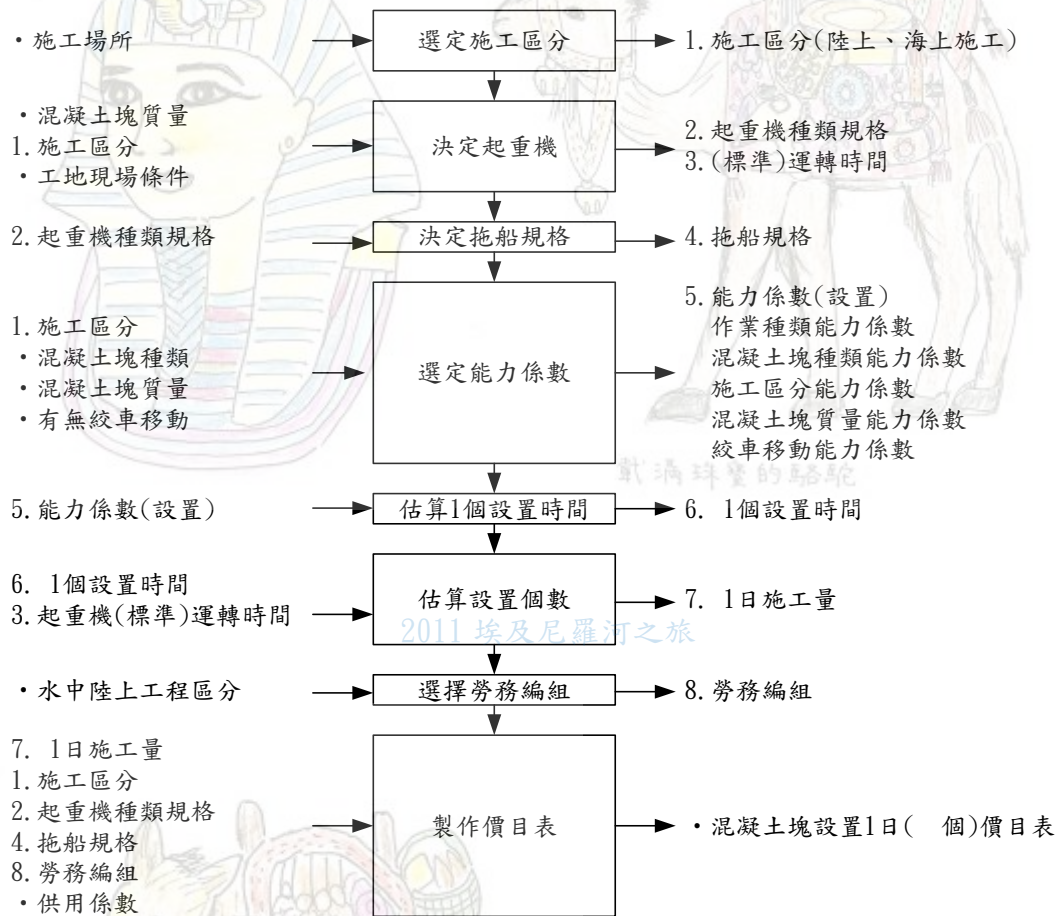 ・施工場所
選定施工區分
1.施工區分(陸上、海上施工)
・混凝土塊質量
1.施工區分
・工地現場條件
決定起重機
2.起重機種類規格
3.(標準)運轉時間
2.起重機種類規格
決定拖船規格
4.拖船規格
1.施工區分
・混凝土塊種類
・混凝土塊質量
・有無絞車移動
選定能力係數
5.能力係數(設置)
作業種類能力係數
混凝土塊種類能力係數
施工區分能力係數
混凝土塊質量能力係數
絞車移動能力係數
載滿珠寶的駱駝
5.能力係數(設置)
估算1個設置時間
6. 1個設置時間
6. 1個設置時間
3.起重機(標準)運轉時間
估算設置個數
7. 1日施工量
2011 埃及尼羅河之旅
・水中陸上工程區分
選擇勞務編組
8.勞務編組
7. 1日施工量
1.施工區分
2.起重機種類規格
4.拖船規格
8.勞務編組
・供用係數
製作價目表
・混凝土塊設置1日(　個)價目表